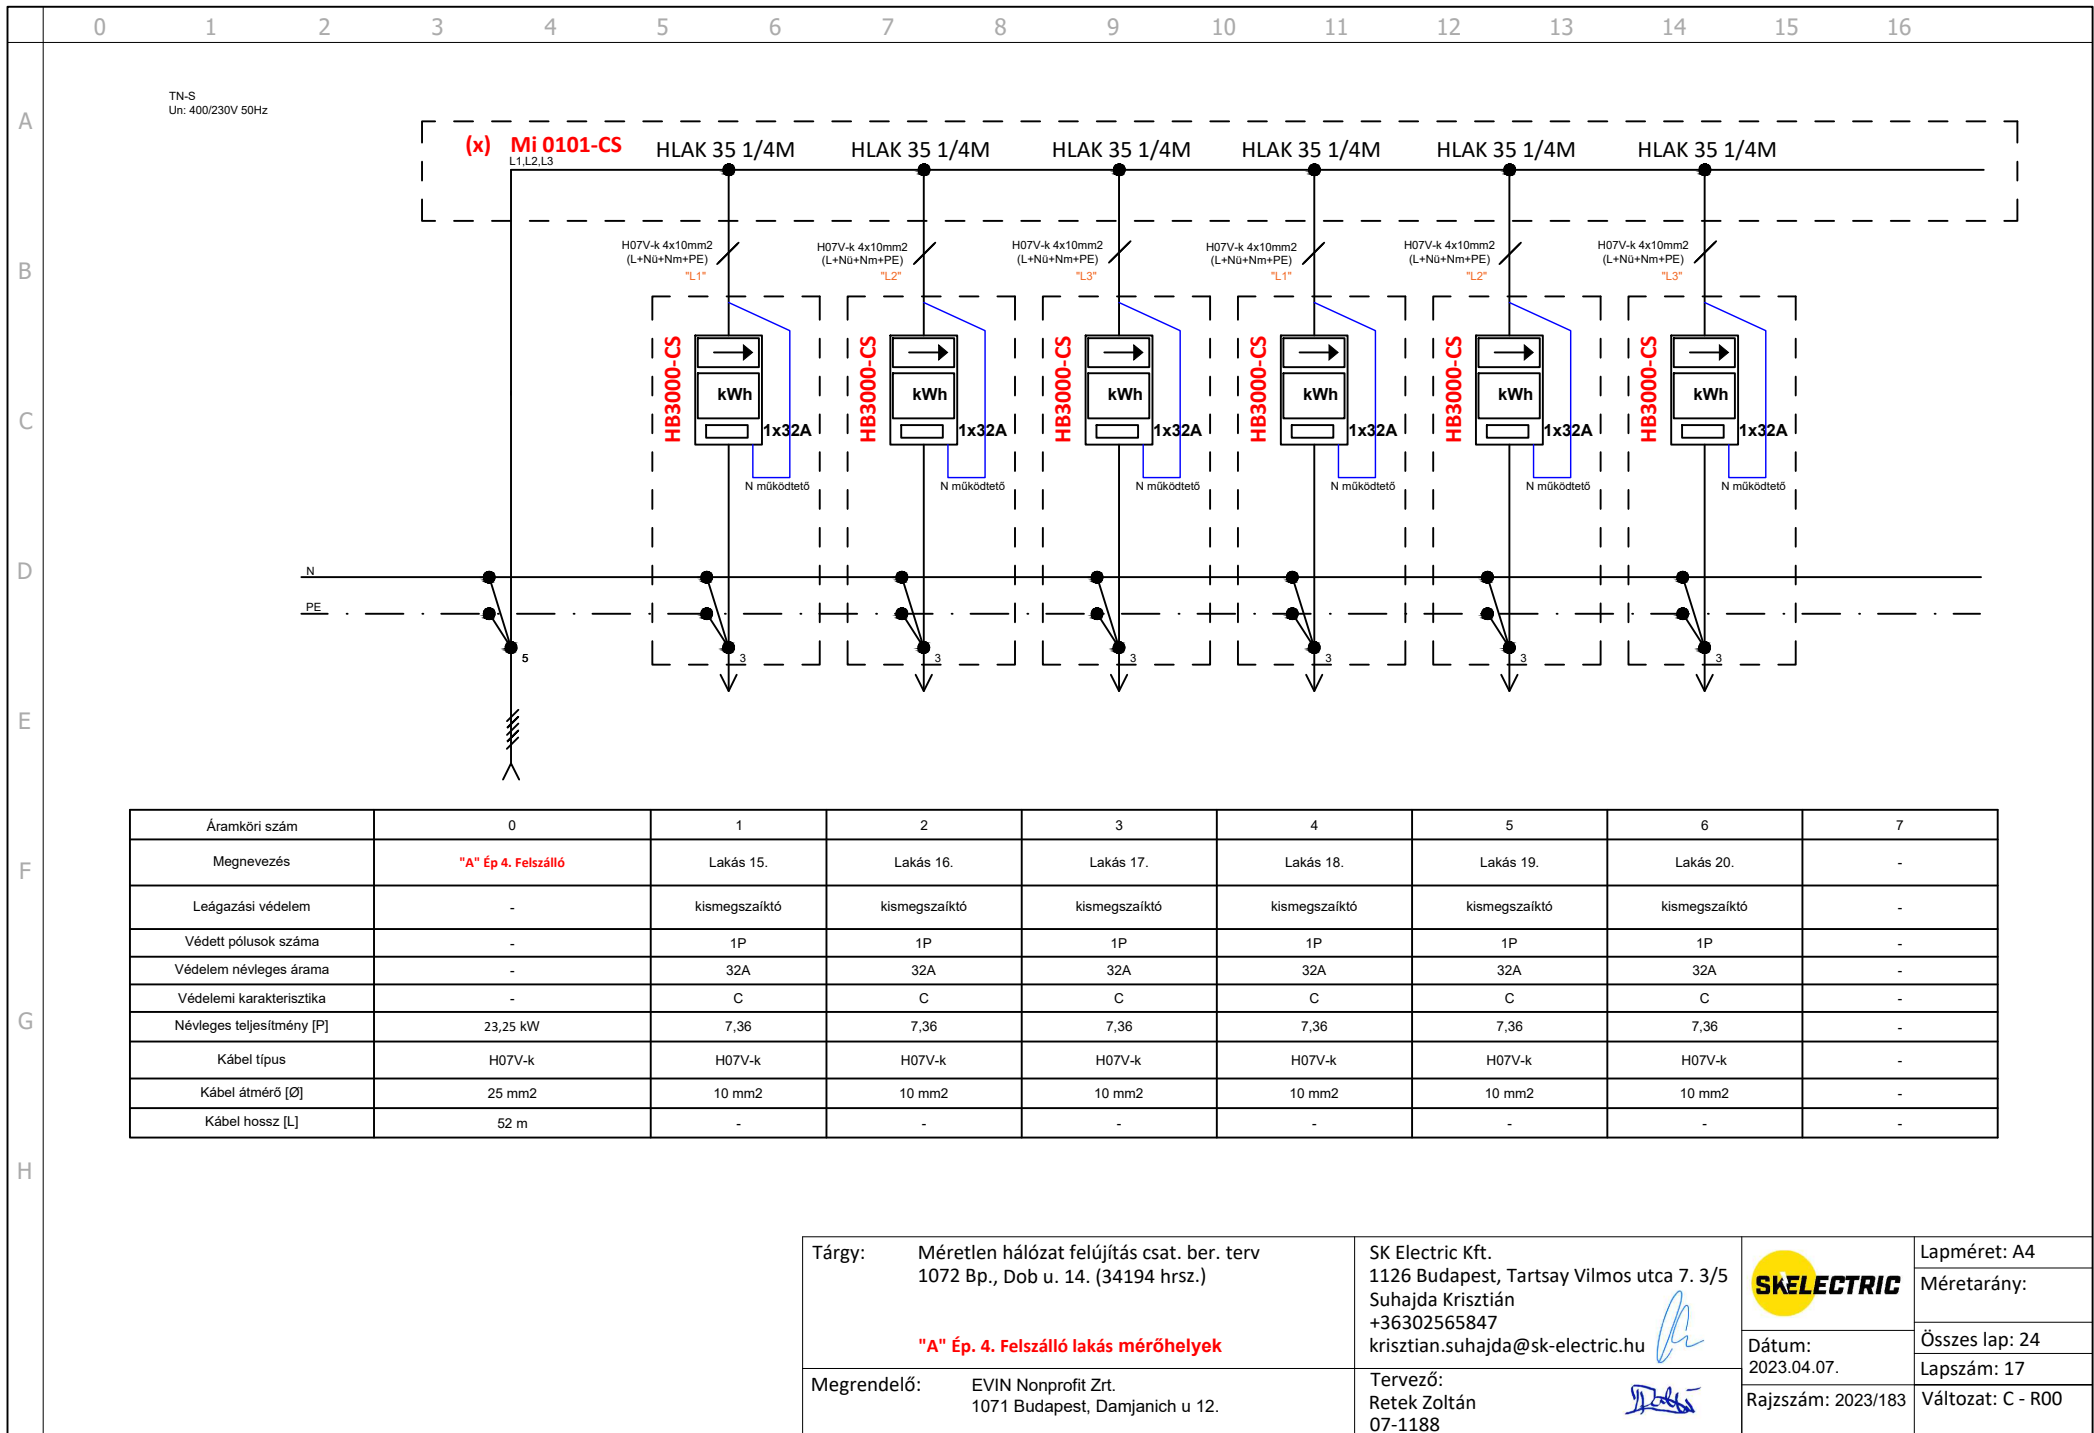 0 1 2 3 4 5 6 7 8 9 10 11 12 13 14 15 16
A
B
C
D
E
F
G
H
TN-S
Un: 400/230V 50Hz
(x) Mi 0101-CS
L1,L2,L3
HLAK 35 1/4M HLAK 35 1/4M HLAK 35 1/4M HLAK 35 1/4M HLAK 35 1/4M HLAK 35 1/4M
H07V-k 4x10mm2 H07V-k 4x10mm2 H07V-k 4x10mm2 H07V-k 4x10mm2 H07V-k 4x10mm2 H07V-k 4x10mm2
(L+Nü+Nm+PE) (L+Nü+Nm+PE) (L+Nü+Nm+PE) (L+Nü+Nm+PE) (L+Nü+Nm+PE) (L+Nü+Nm+PE)
"L1" "L2" "L3" "L1" "L2" "L3"
HB3000-CS HB3000-CS HB3000-CS HB3000-CS HB3000-CS HB3000-CS
kWh kWh kWh kWh kWh kWh
1x32A 1x32A 1x32A 1x32A 1x32A 1x32A
N működtető N működtető N működtető N működtető N működtető N működtető
N
PE
5 3 3 3 3 3 3
Áramköri szám 0 1 2 3 4 5 6 7
Megnevezés "A" Ép 4. Felszálló Lakás 15. Lakás 16. Lakás 17. Lakás 18. Lakás 19. Lakás 20. -
Leágazási védelem - kismegszaíktó kismegszaíktó kismegszaíktó kismegszaíktó kismegszaíktó kismegszaíktó -
Védett pólusok száma - 1P 1P 1P 1P 1P 1P -
Védelem névleges árama - 32A 32A 32A 32A 32A 32A -
Védelemi karakterisztika - C C C C C C -
Névleges teljesítmény [P] 23,25 kW 7,36 7,36 7,36 7,36 7,36 7,36 -
Kábel típus H07V-k H07V-k H07V-k H07V-k H07V-k H07V-k H07V-k -
Kábel átmérő [Ø] 25 mm2 10 mm2 10 mm2 10 mm2 10 mm2 10 mm2 10 mm2 -
Kábel hossz [L] 52 m - - - - - - -
Tárgy: Méretlen hálózat felújítás csat. ber. terv
1072 Bp., Dob u. 14. (34194 hrsz.)
"A" Ép. 4. Felszálló lakás mérőhelyek
Megrendelő: EVIN Nonprofit Zrt.
1071 Budapest, Damjanich u 12.
SK Electric Kft.
1126 Budapest, Tartsay Vilmos utca 7. 3/5
Suhajda Krisztián
+36302565847
krisztian.suhajda@sk-electric.hu
Tervező:
Retek Zoltán
07-1188
SKELECTRIC
Dátum:
2023.04.07.
Rajzszám: 2023/183
Lapméret: A4
Méretarány:
Összes lap: 24
Lapszám: 17
Változat: C - R00